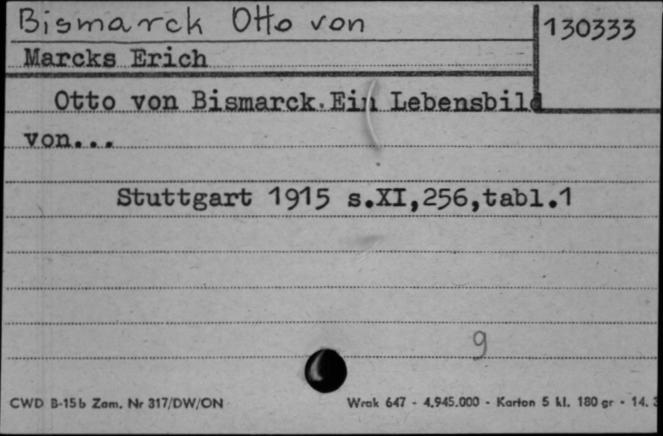 Bismarck Otto von
130333
Marcks Erich
Otto von Bismarck.Ein Lebensbild
von...
Stuttgart 1915 s.XI,256,tabl.1
9
CWD B-15b Zam. Nr 317/DW/ON
Wrak 647 - 4.945.000 - Karton 5 kl. 180 gr - 14.